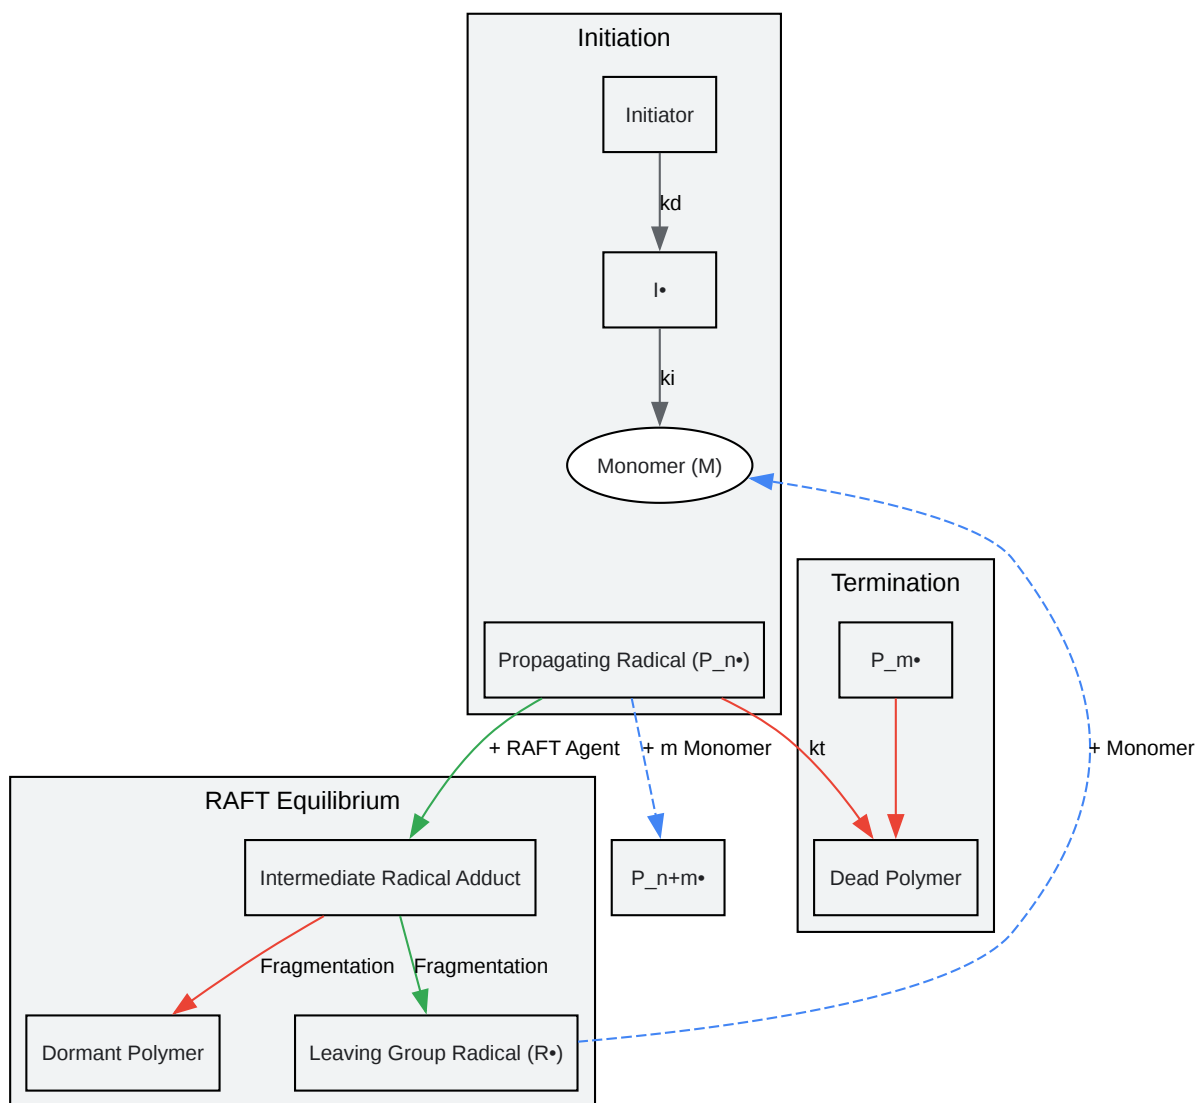 Initiation
Initiator
kd
I•
ki
Monomer (M)
Termination
Propagating Radical (P_n•)
P_m•
+ RAFT Agent
+ m Monomer
kt
+ Monomer
RAFT Equilibrium
Intermediate Radical Adduct
P_n+m•
Dead Polymer
Fragmentation
Fragmentation
Dormant Polymer
Leaving Group Radical (R•)